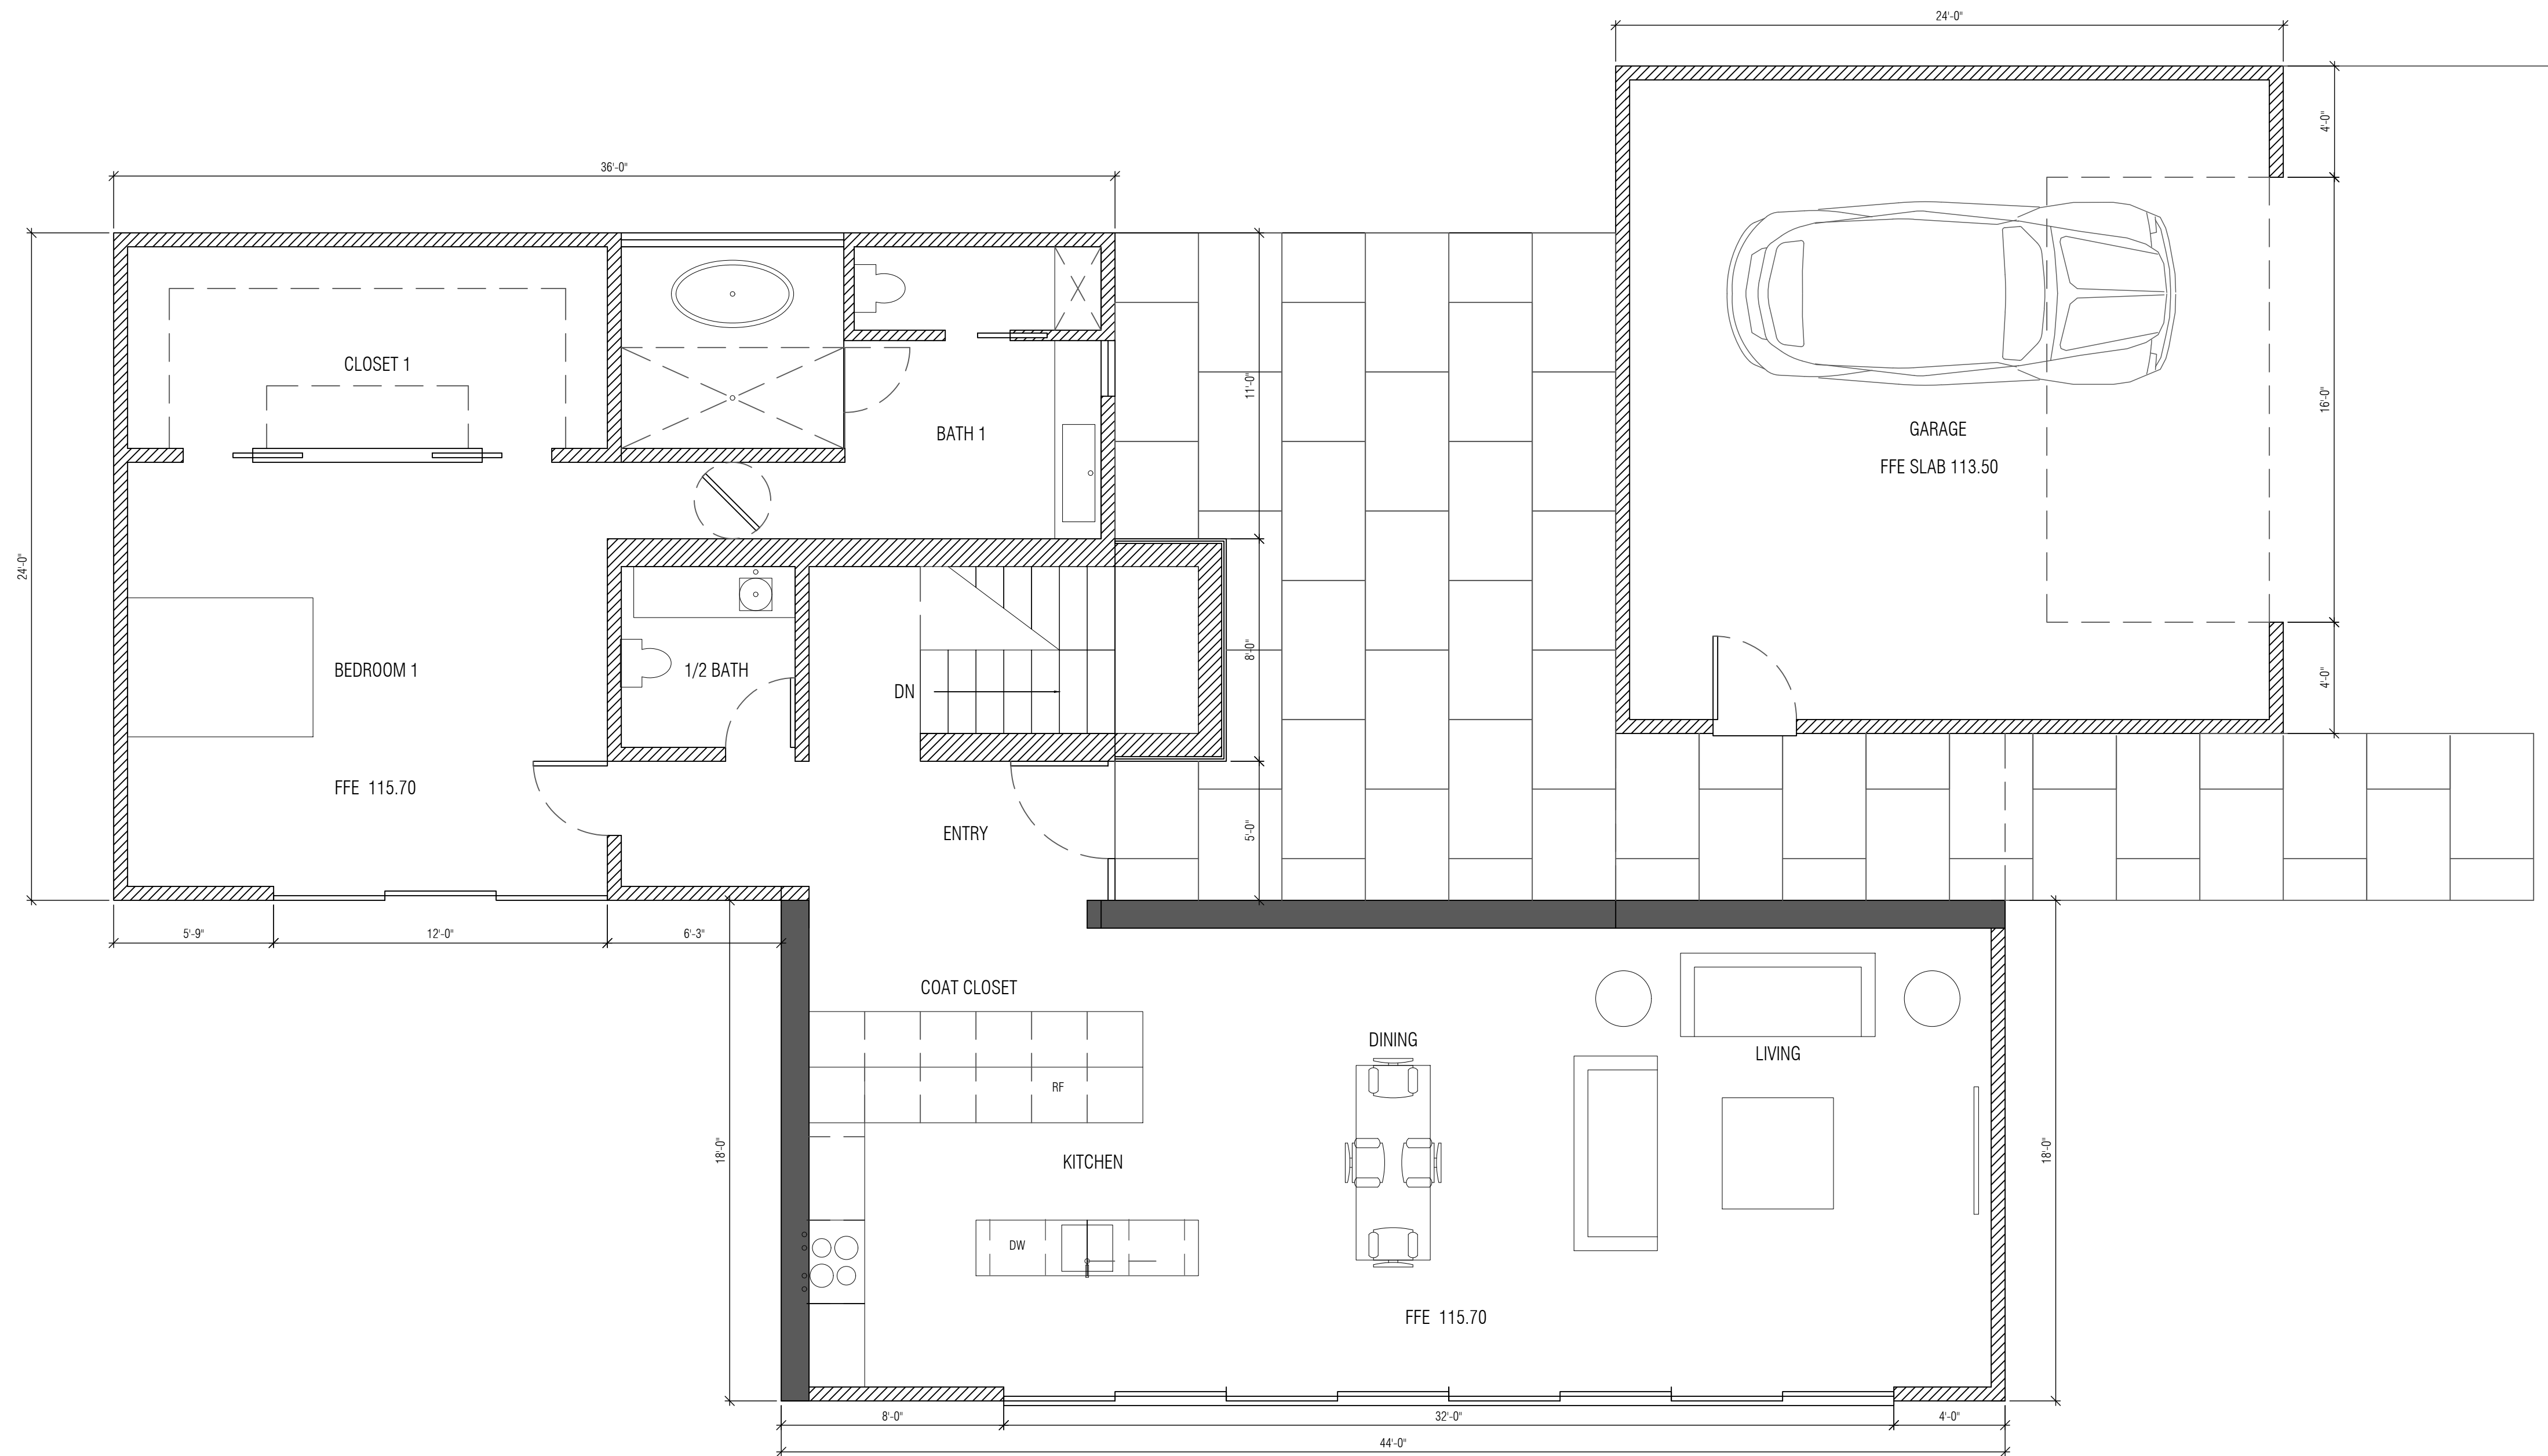 24'-0"
36'-0"
4'-0"
CLOSET 1
11'-0"
16'-0"
BATH 1
GARAGE
FFE SLAB 113.50
24'-0"
BEDROOM 1
1/2 BATH
DN
8'-0"
4'-0"
FFE 115.70
ENTRY
5'-0"
5'-9"
12'-0"
6'-3"
COAT CLOSET
DINING
LIVING
RF
18'-0"
KITCHEN
18'-0"
DW
FFE 115.70
8'-0"
32'-0"
4'-0"
44'-0"